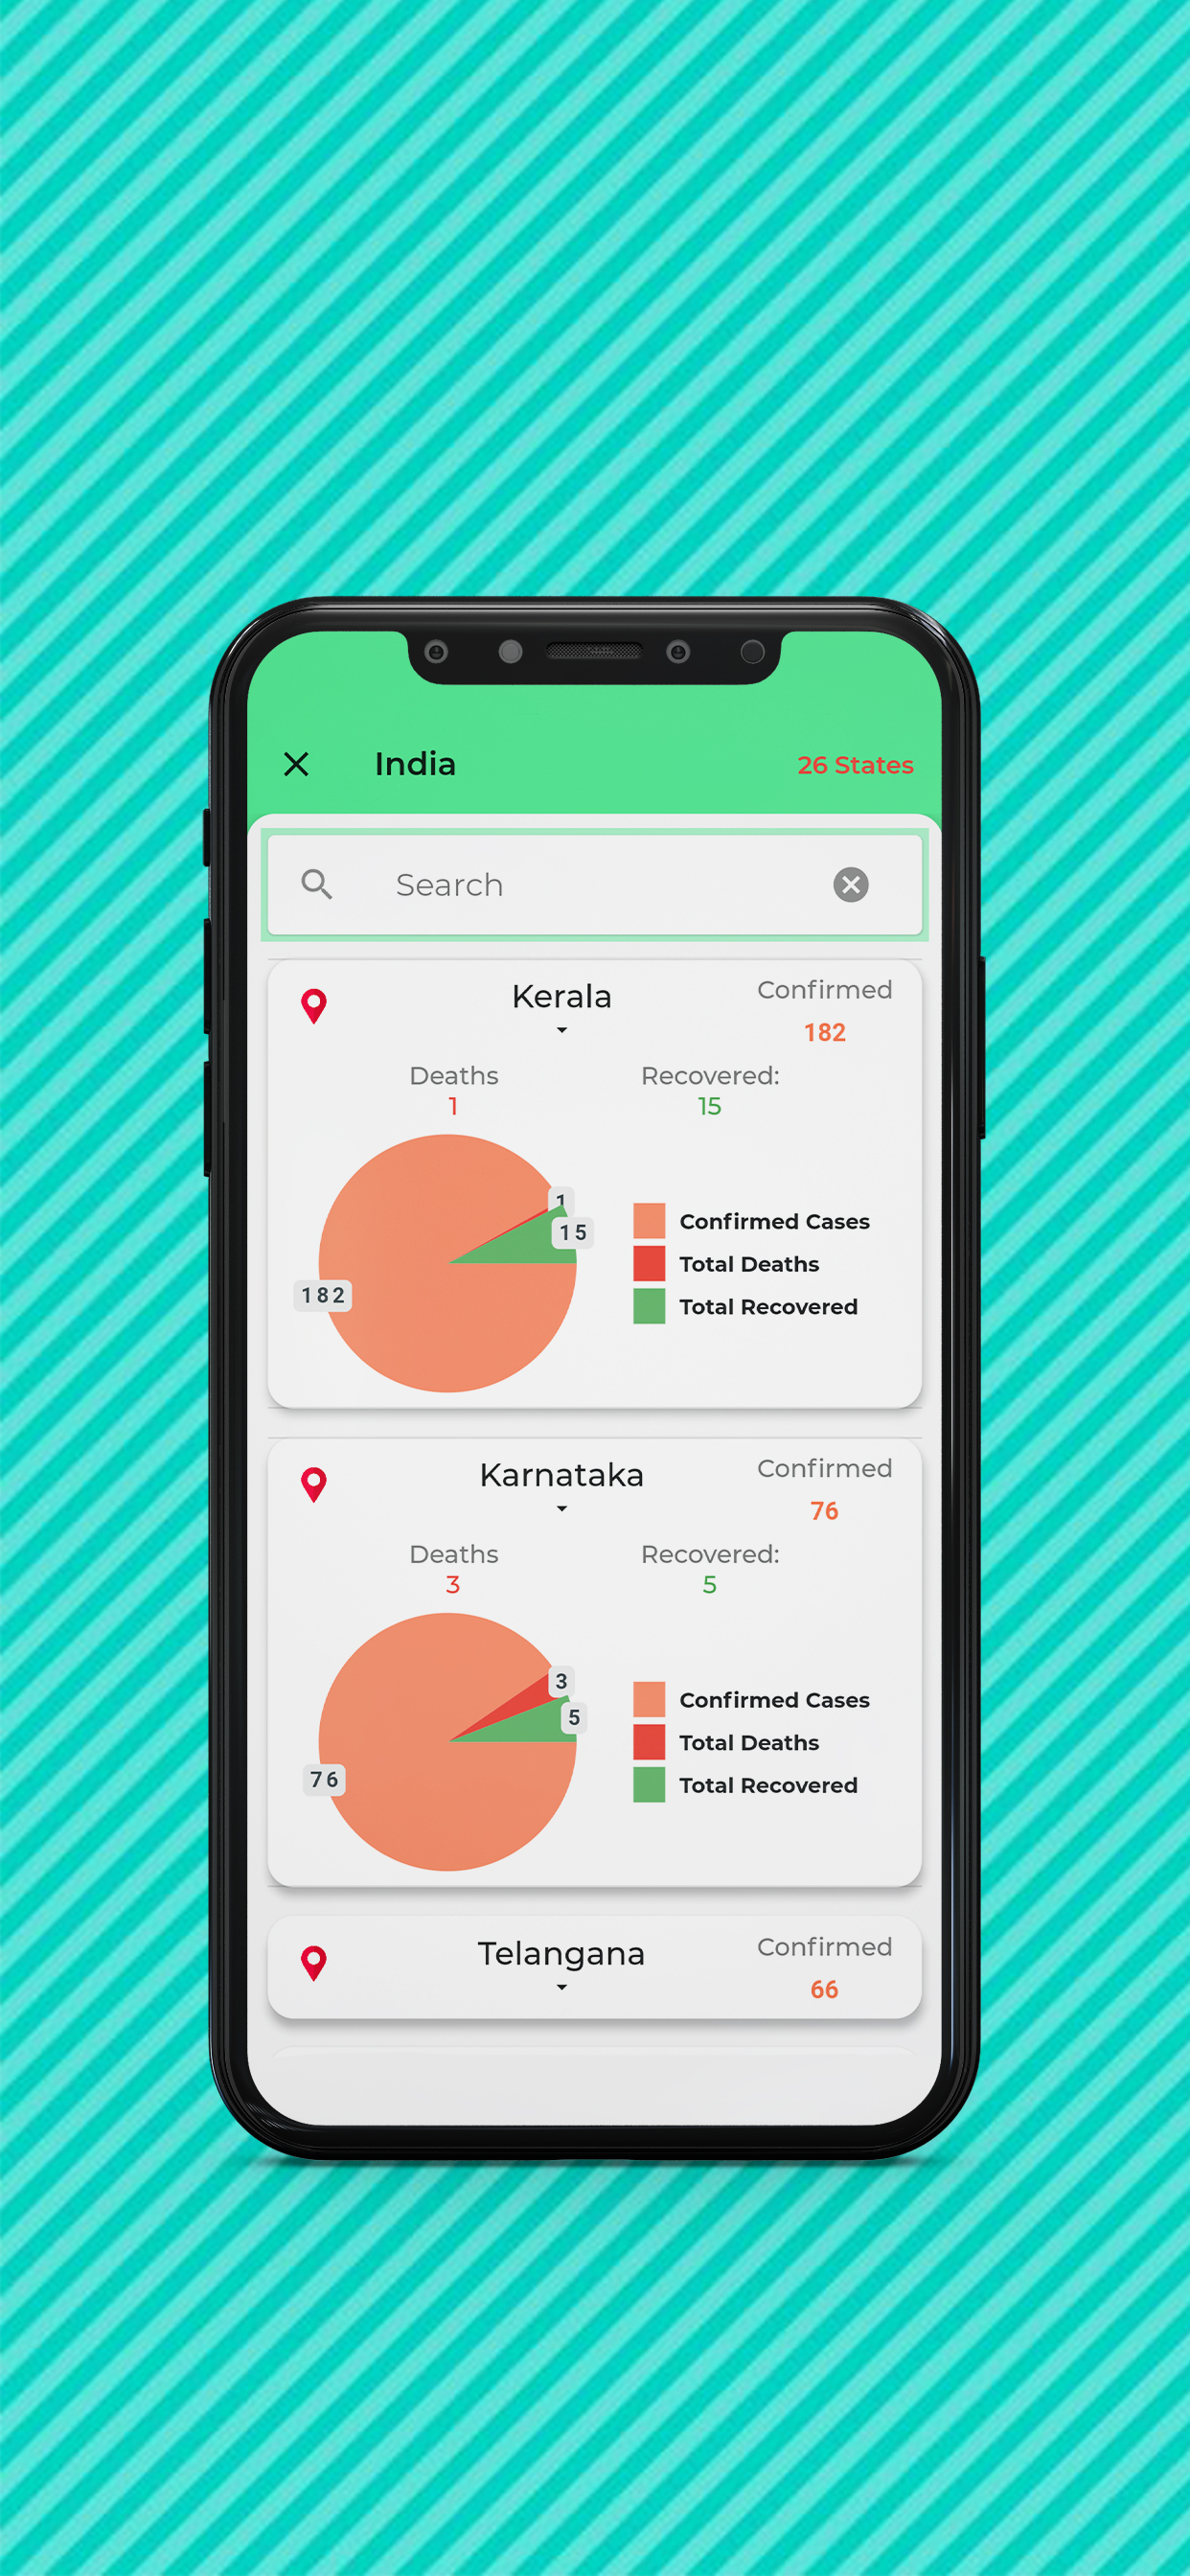 India
26 States
Search
Kerala
Confirmed
182
Deaths
1
Recovered:
15
1
15
182
Confirmed Cases
Total Deaths
Total Recovered
Karnataka
Confirmed
76
Deaths
3
Recovered:
5
3
5
76
Confirmed Cases
Total Deaths
Total Recovered
Telangana
Confirmed
66